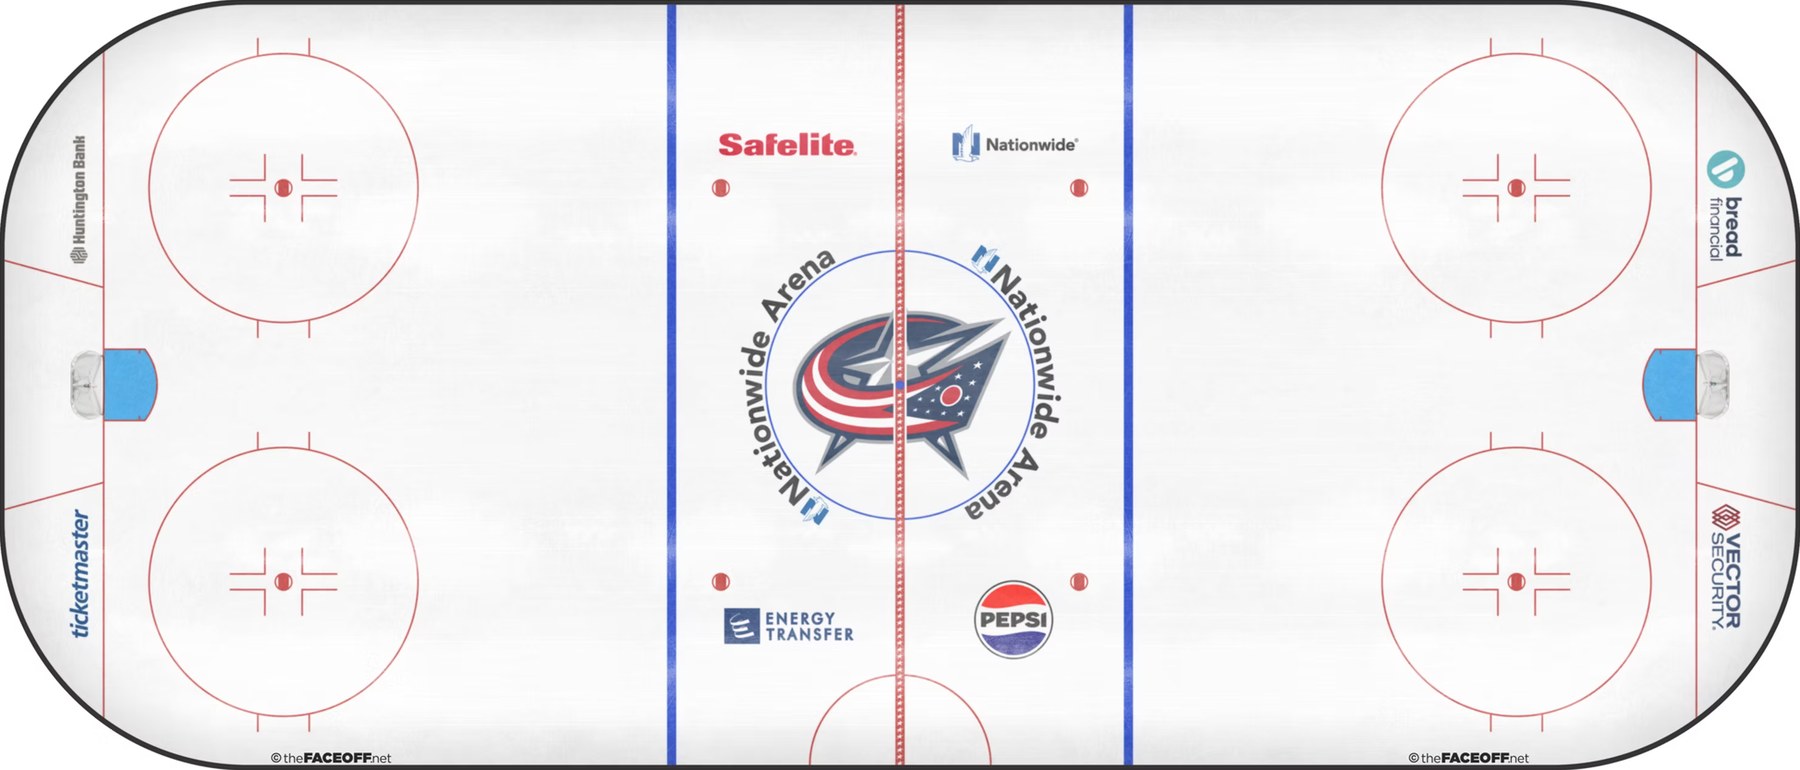 Safelite.
Nationwide®
Huntington Bank
bread
financial
Nationwide Arena
Nationwide Arena
ticketmaster
VECTOR
SECURITY.
ENERGY
TRANSFER
PEPSI
©theFACEOFF.net
©theFACEOFF.net